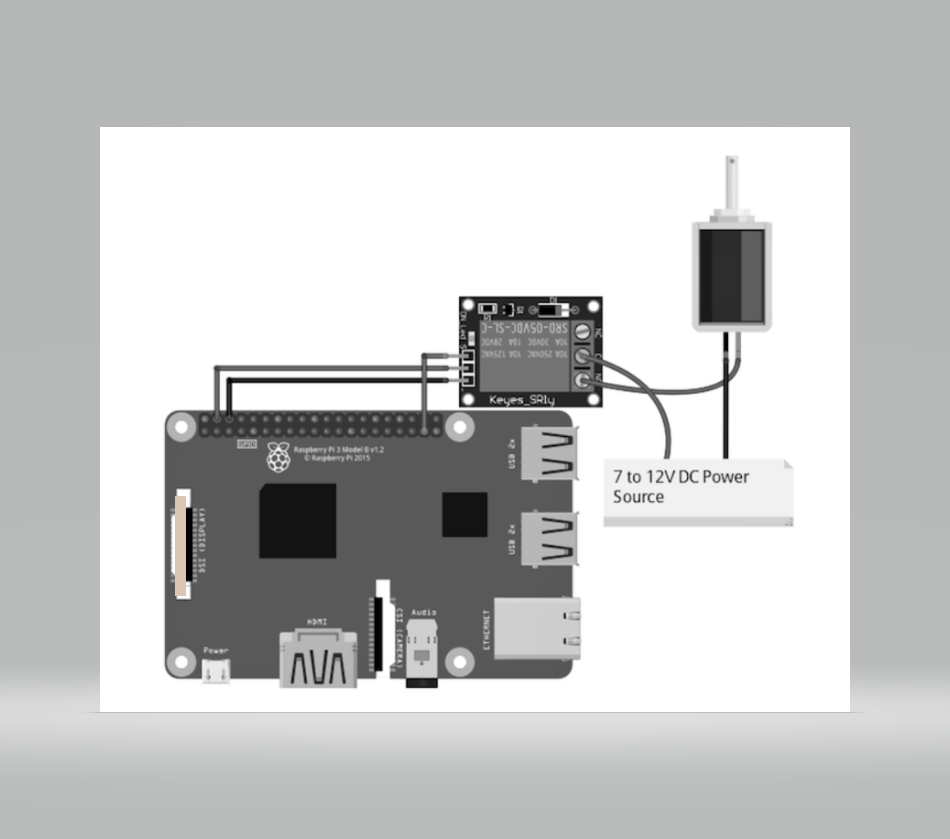 SRD-05VDC-SL-C
10A 30VDC 10A 28VDC
10A 250VAC 10A 125VAC
NC
Keyes_SRly
GPIO
Raspberry Pi 3 Model B v1.2
© Raspberry Pi 2015
USB 2x
7 to 12V DC Power
Source
DSI (DISPLAY)
USB 2x
HDMI
CSI (CAMERA)
Audio
ETHERNET
Power